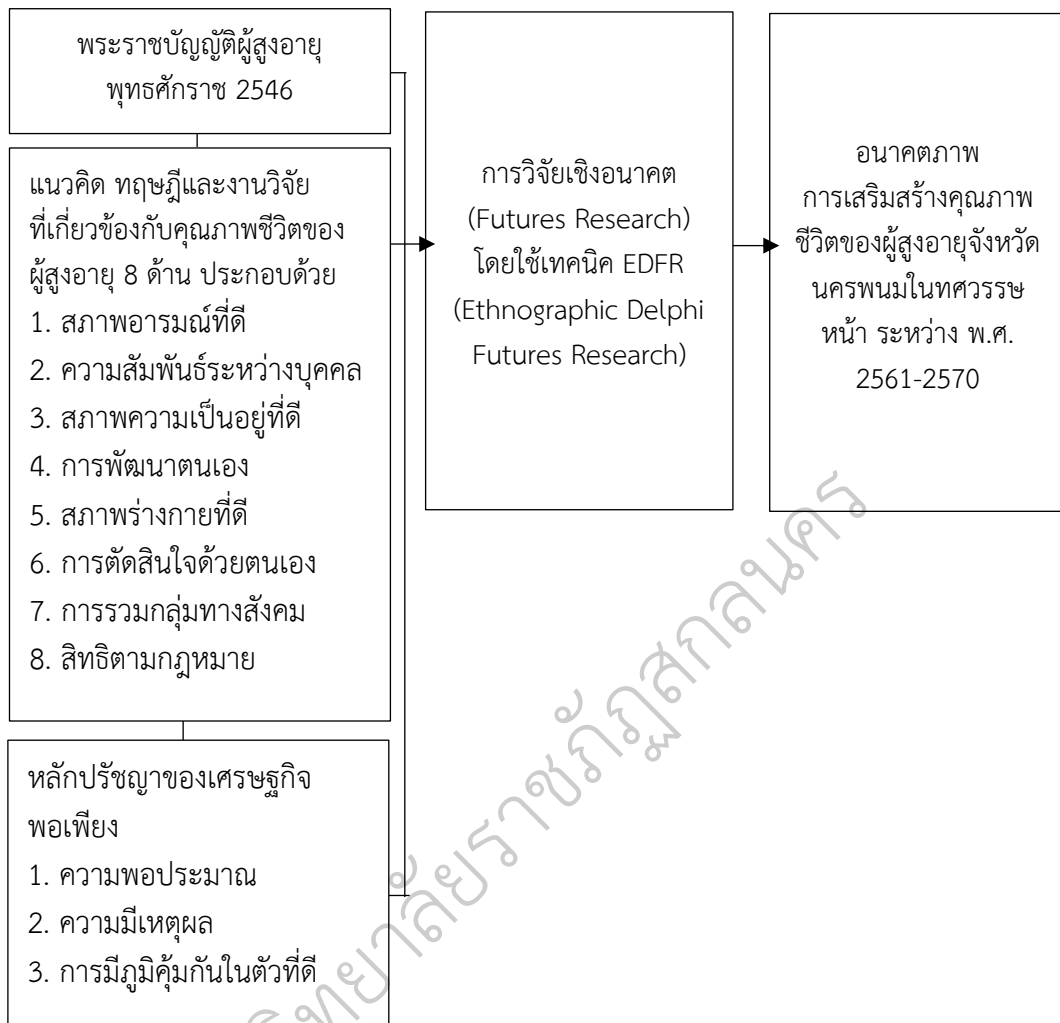 พระราชบัญญัติผู้สูงอายุ
พุทธศักราช 2546
แนวคิด ทฤษฎีและงานวิจัย
ที่เกี่ยวข้องกับคุณภาพชีวิตของ
ผู้สูงอายุ 8 ด้าน ประกอบด้วย
1. สภาพอารมณ์ที่ดี
2. ความสัมพันธ์ระหว่างบุคคล
3. สภาพความเป็นอยู่ที่ดี
4. การพัฒนาตนเอง
5. สภาพร่างกายที่ดี
6. การตัดสินใจด้วยตนเอง
7. การรวมกลุ่มทางสังคม
8. สิทธิตามกฎหมาย
หลักปรัชญาของเศรษฐกิจ
พอเพียง
1. ความพอประมาณ
2. ความมีเหตุผล
3. การมีภูมิคุ้มกันในตัวที่ดี
การวิจัยเชิงอนาคต
(Futures Research)
โดยใช้เทคนิค EDFR
(Ethnographic Delphi
Futures Research)
อนาคตภาพ
การเสริมสร้างคุณภาพ
ชีวิตของผู้สูงอายุจังหวัด
นครพนมในทศวรรษ
หน้า ระหว่าง พ.ศ.
2561-2570
วิทยาลัยราชภัฏสกลนคร